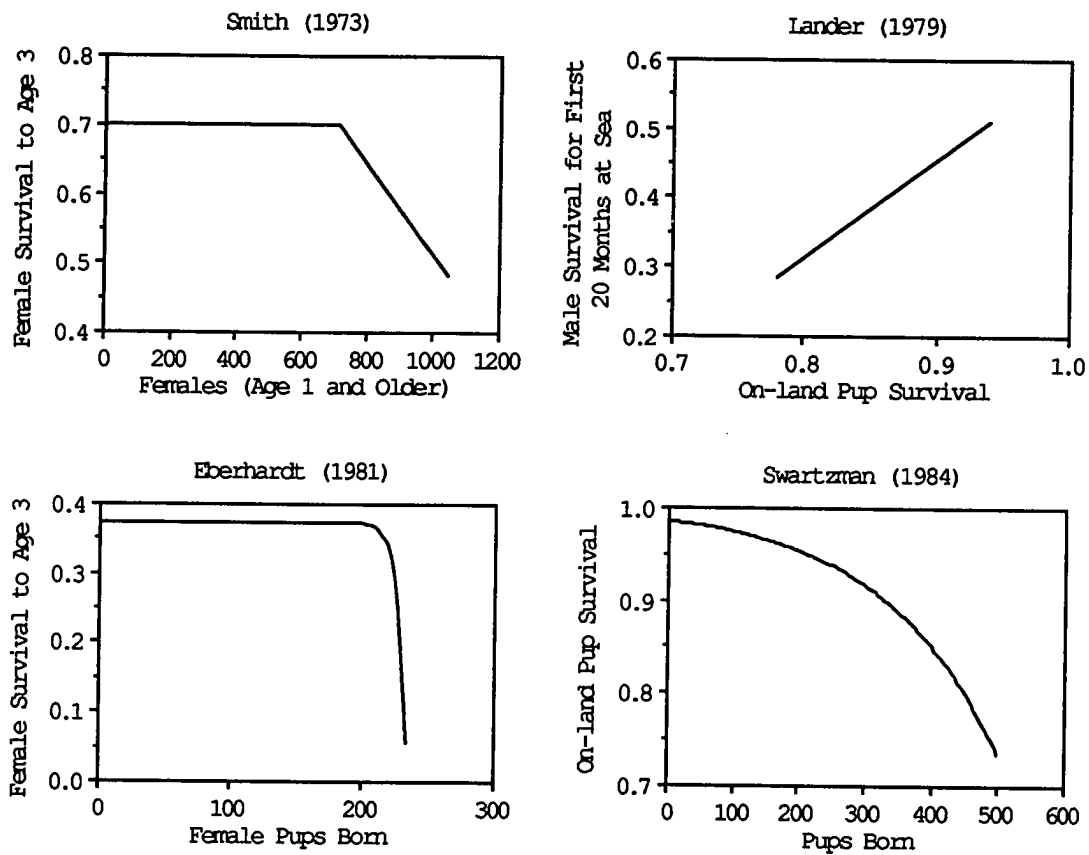 Smith (1973)
Female Survival to Age 3
0.8
0.7
0.6
0.5
0.4
0 200 400 600 800 1000 1200
Females (Age 1 and Older)
Lander (1979)
Male Survival for First
20 Months at Sea
0.6
0.5
0.4
0.3
0.2
0.7 0.8 0.9 1.0
On-land Pup Survival
Eberhardt (1981)
Female Survival to Age 3
0.4
0.3
0.2
0.1
0.0
0 100 200 300
Female Pups Born
Swartzman (1984)
On-land Pup Survival
1.0
0.9
0.8
0.7
0 100 200 300 400 500 600
Pups Born